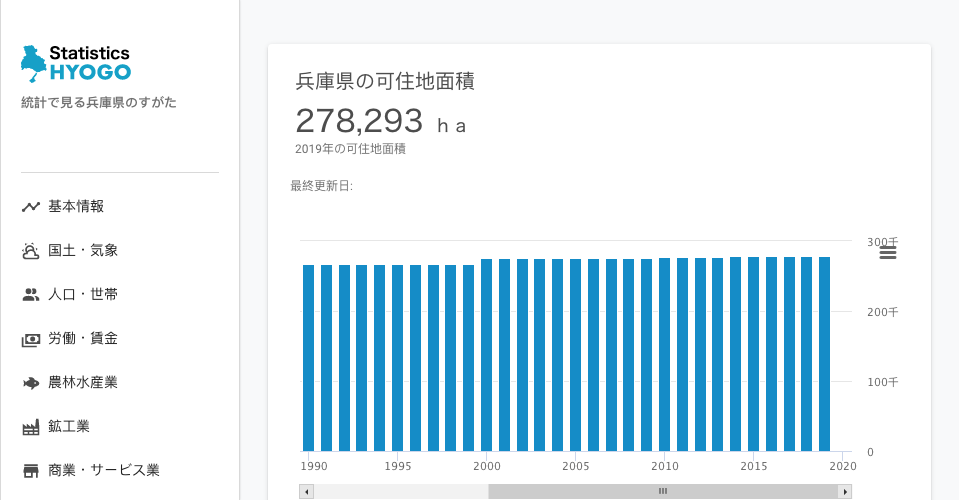 Statistics
HYOGO
統計で見る兵庫県のすがた
基本情報
国土・気象
人口・世帯
労働・賃金
農林水産業
鉱工業
商業・サービス業
兵庫県の可住地面積
278,293 ｈａ
2019年の可住地面積
最終更新日:
300千
200千
100千
0
1990 1995 2000 2005 2010 2015 2020